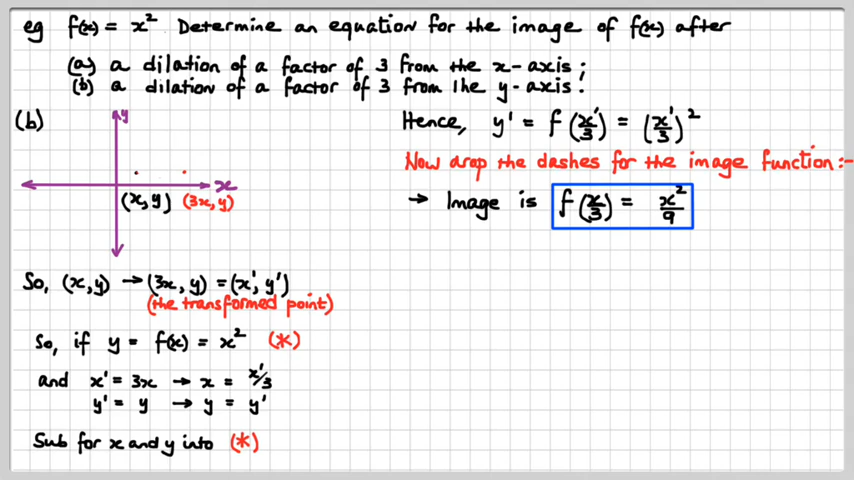 eg f(x) = x² Determine an equation for the image of f(x) after
(a) a dilation of a factor of 3 from the x-axis;
(b) a dilation of a factor of 3 from the y-axis.
(b)
y
x
(x, y) (3x, y)
So, (x, y) → (3x, y) = (x', y')
(the transformed point)
So, if y = f(x) = x² (*)
and x' = 3x → x = x'/3
y' = y → y = y'
Sub for x and y into (*)
Hence, y' = f(x'/3) = (x'/3)²
Now drop the dashes for the image function:-
→ Image is f(x/3) = x²/9